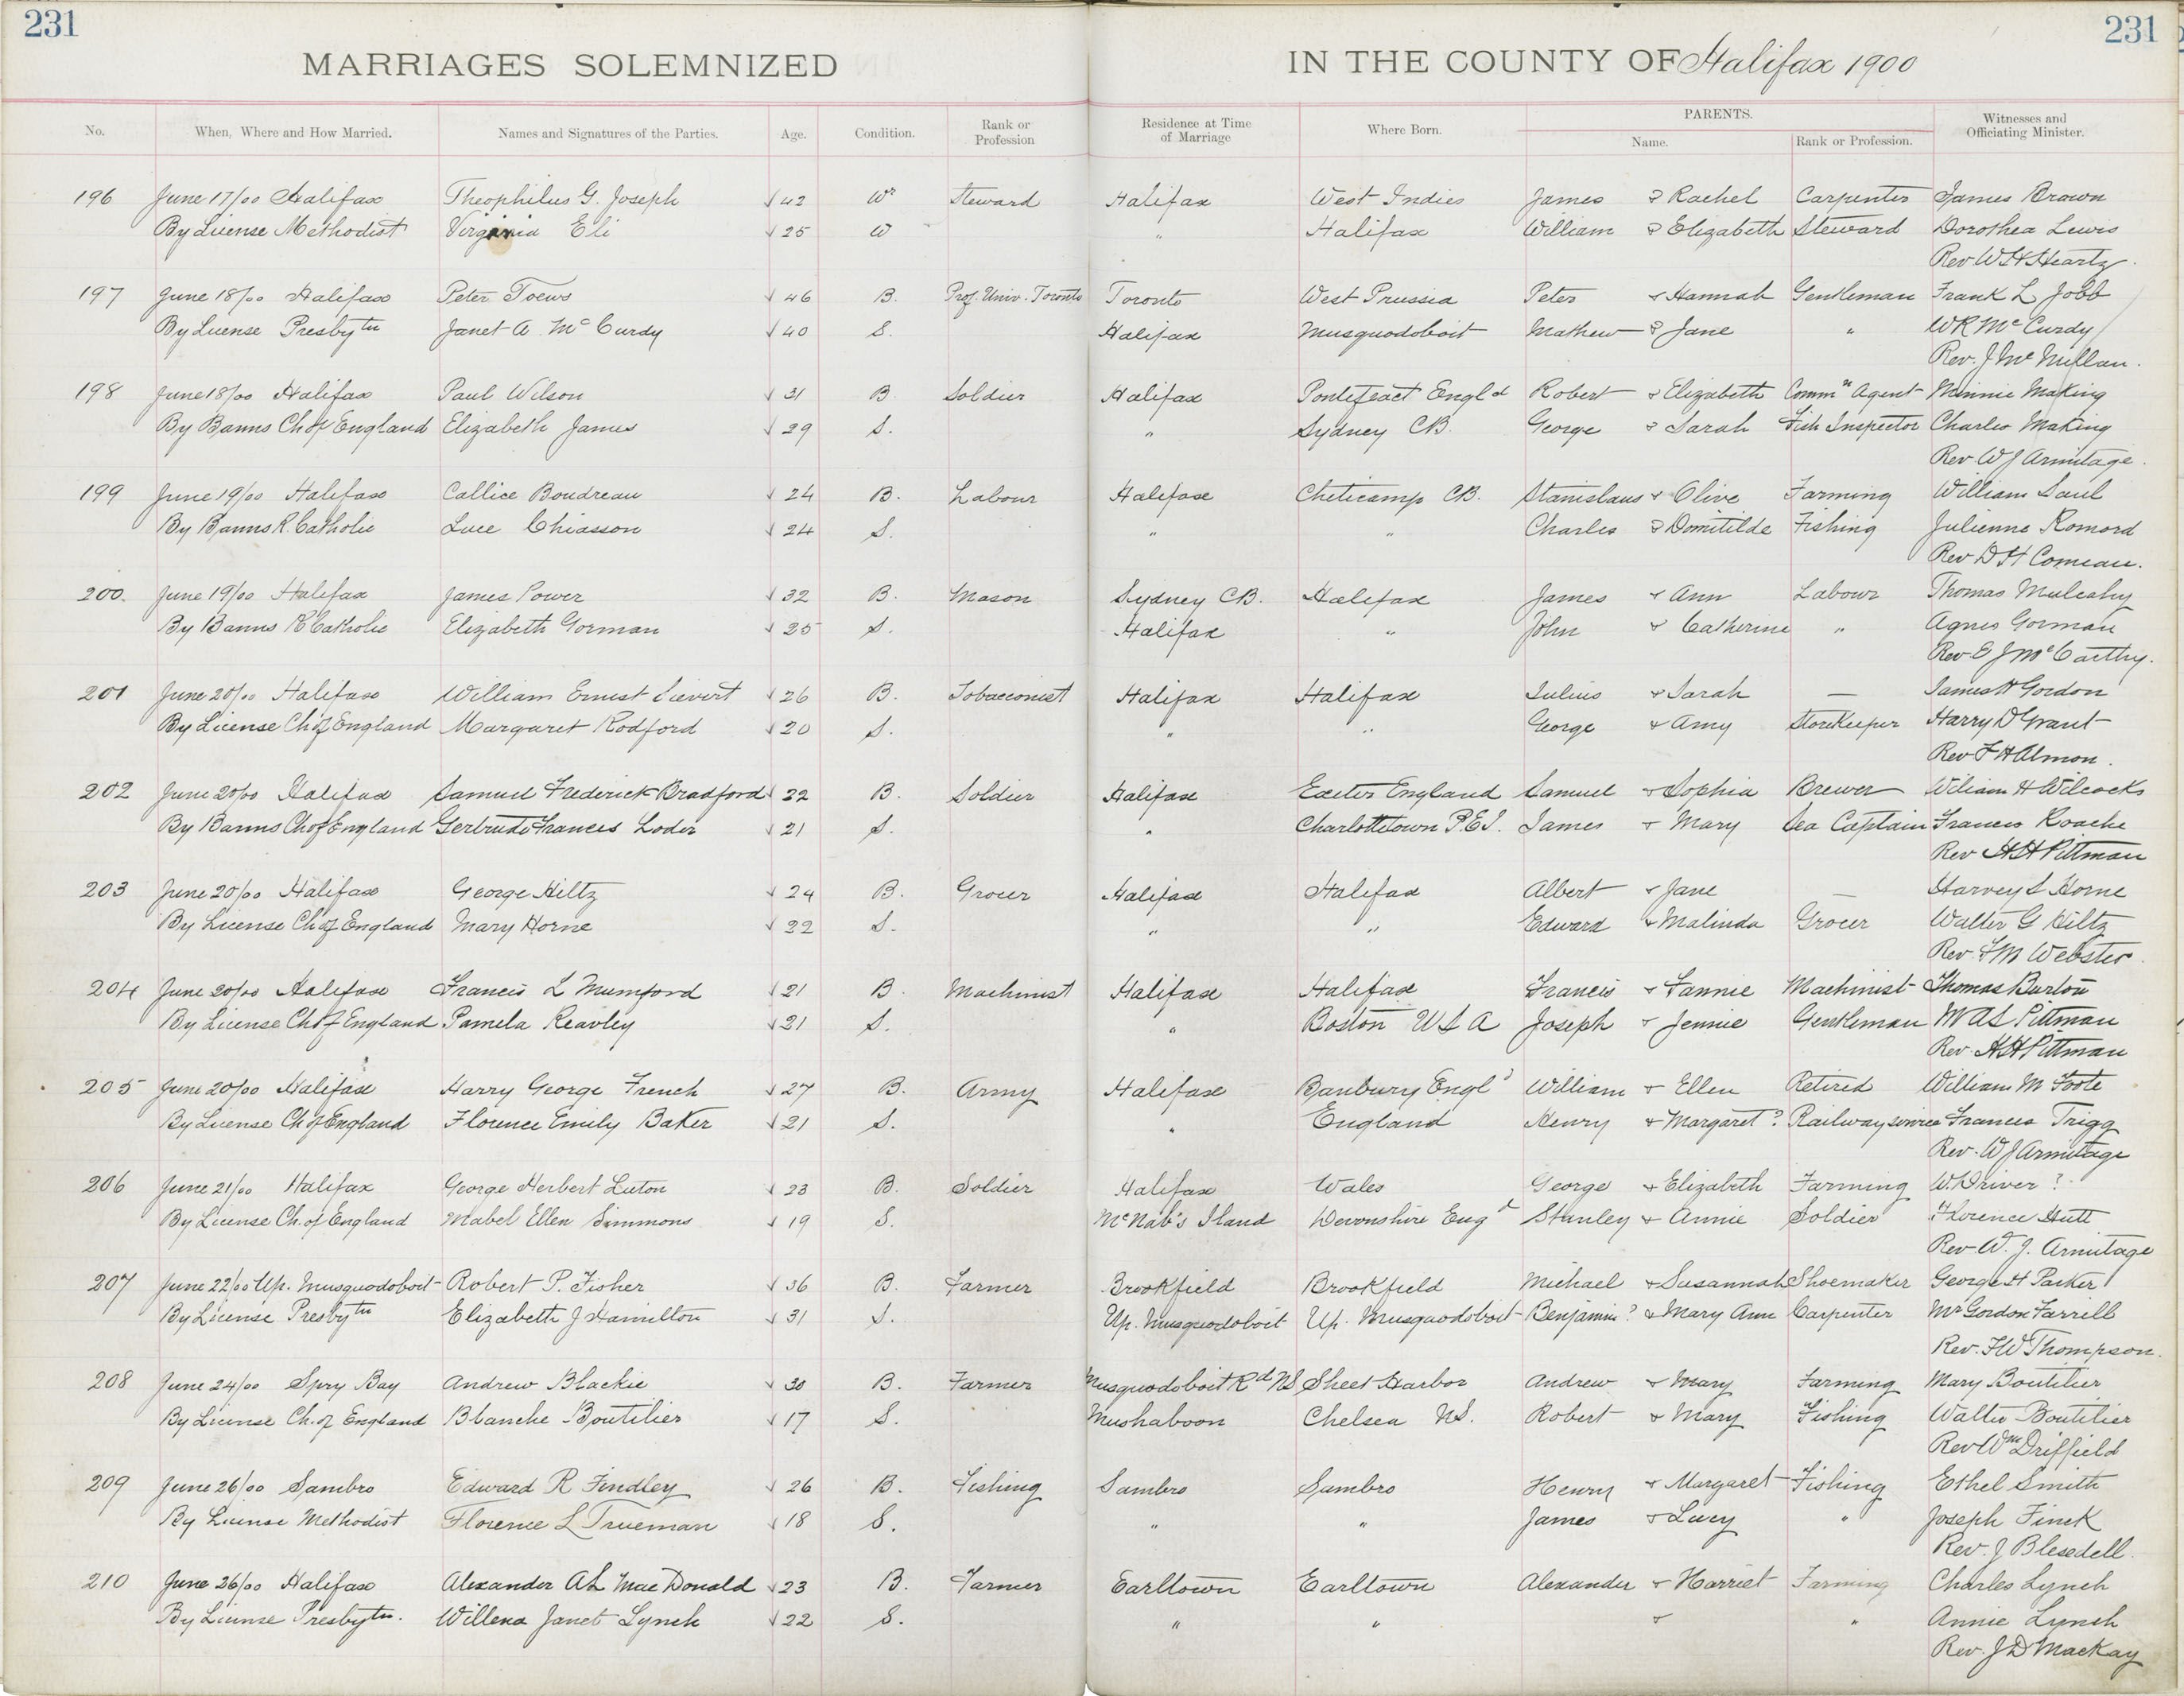 231
231
MARRIAGES SOLEMNIZED IN THE COUNTY OF Halifax 1900
No. When, Where and How Married. Names and Signatures of the Parties. Age. Condition. Rank or Profession Residence at Time of Marriage Where Born. PARENTS. Name. Rank or Profession. Witnesses and Officiating Minister.
196 June 17/00 Halifax Theophilus G. Joseph 42 Wr Steward Halifax West Indies James & Rachel Carpenter James Brown
By License Methodist Virginia Eli 25 W " Halifax William & Elizabeth Steward Dorothea Lewis
Rev W H Heartz.
197 June 18/00 Halifax Peter Toews 46 B. Prof. Univ. Toronto Toronto West Prussia Peter & Hannah Gentleman Frank L Jobb
By License Presbytn Janet A. McCurdy 40 S. Halifax Musquodoboit Mathew & Jane " W R McCurdy
Rev. J McMillan.
198 June 18/00 Halifax Paul Wilson 31 B. Soldier Halifax Pontefract Engld Robert & Elizabeth Commn Agent Minnie Making
By Banns Ch of England Elizabeth James 29 S. " Sydney CB. George & Sarah Fish Inspector Charles Making
Rev. W J Armitage.
199 June 19/00 Halifax Callice Boudreau 24 B. Labour Halifax Cheticamp CB. Stanislaus & Olive Farming William Saul
By Banns R. Catholic Luce Chiasson 24 S. " " Charles & Domitilde Fishing Julienne Romard
Rev D H Comeau.
200. June 19/00 Halifax James Power 32 B. Mason Sydney CB. Halifax James & Ann Labour Thomas Mulcahy
By Banns R Catholic Elizabeth Gorman 25 S. Halifax " John & Catherine " Agnes Gorman
Rev E J McCarthy.
201 June 20/00 Halifax William Ernest Sievert 26 B. Tobacconist Halifax Halifax Julius & Sarah — James H Gordon
By License Ch of England Margaret Rodford 20 S. " " George & Amy Storekeeper Harry D Grant
Rev F H Almon.
202 June 20/00 Halifax Samuel Frederick Bradford 22 B. Soldier Halifax Exeter England Samuel & Sophia Brewer Wiliam H Wilcocks
By Banns Ch of England Gertrude Frances Loder 21 S. " Charlottetown P.E.I. James & Mary Sea Captain Frances Roache
Rev H H Pittman
203 June 20/00 Halifax George Hiltz 24 B. Grocer Halifax Halifax Albert & Jane — Harvey S Horne
By License Ch of England Mary Horne 22 S. " " Edward & Malinda Grocer Walter G Hiltz
Rev. F M Webster.
204 June 20/00 Halifax Francis L Mumford 21 B. Machinist Halifax Halifax Francis & Fannie Machinist Thomas Burton
By License Ch of England Pamela Reavley 21 S. " Boston U S A Joseph & Jennie Gentleman M A S Pittman
Rev. H H Pittman
205 June 20/00 Halifax Harry George French 27 B. Army Halifax Banbury Engld William & Ellen Retired William M Foote
By License Ch of England Florence Emily Baker 21 S. " England Henry & Margaret? Railway service Frances Trigg
Rev. W J Armitage
206 June 21/00 Halifax George Herbert Luton 23 B. Soldier Halifax Wales George & Elizabeth Farming W. Driver?
By License Ch. of England Mabel Ellen Simmons 19 S. McNab's Iland Devonshire Engd Stanley & Annie Soldier Florence Hutt
Rev. W. J. Armitage
207 June 22/00 Up. Musquodoboit Robert P. Fisher 36 B. Farmer Brookfield Brookfield Michael & Susannah Shoemaker George H Parker
By License Presbytn Elizabeth J Hamilton 31 S. Up. Musquodoboit Up. Musquodoboit Benjamin? & Mary Ann Carpenter Mr Gordon Farrell
Rev. F W Thompson.
208 June 24/00 Spry Bay Andrew Blackie 30 B. Farmer Musquodoboit Rd NS Sheet Harbor Andrew & Mary Farming Mary Boutilier
By License Ch. of England Blanche Boutilier 17 S. Mushaboon Chelsea N.S. Robert & Mary Fishing Walter Boutilier
Rev Wm Driffield
209 June 26/00 Sambro Edward R Findley 26 B. Fishing Sambro Sambro Henry & Margaret Fishing Ethel Smith
By License Methodist Florence L Trueman 18 S. " " James & Lucy " Joseph Finck
Rev. J Blesedell.
210 June 26/00 Halifax Alexander A L MacDonald 23 B. Farmer Earltown Earltown Alexander & Harriet Farming Charles Lynch
By License Presbytn. Willena Janet Lynch 22 S. " " & " Annie Lynch
Rev. J D MacKay